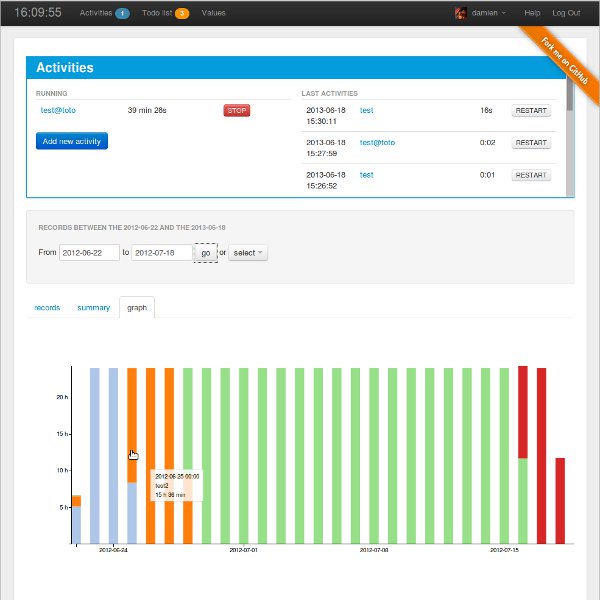 16:09:55 Activities 1 Todo list 3 Values damien Help Log Out
Fork me on GitHub
Activities
RUNNING
test@toto 39 min 26s STOP
Add new activity
LAST ACTIVITIES
2013-06-18 15:30:11 test 16s RESTART
2013-06-18 15:27:59 test@toto 0:02 RESTART
2013-06-18 15:26:52 test 0:01 RESTART
RECORDS BETWEEN THE 2012-06-22 AND THE 2013-06-18
From 2012-06-22 to 2012-07-18 go or select
records summary graph
20 h
15 h
10 h
5 h
2012-06-25 00:00
test2
15 h 36 min
2012-06-24 2012-07-01 2012-07-08 2012-07-15